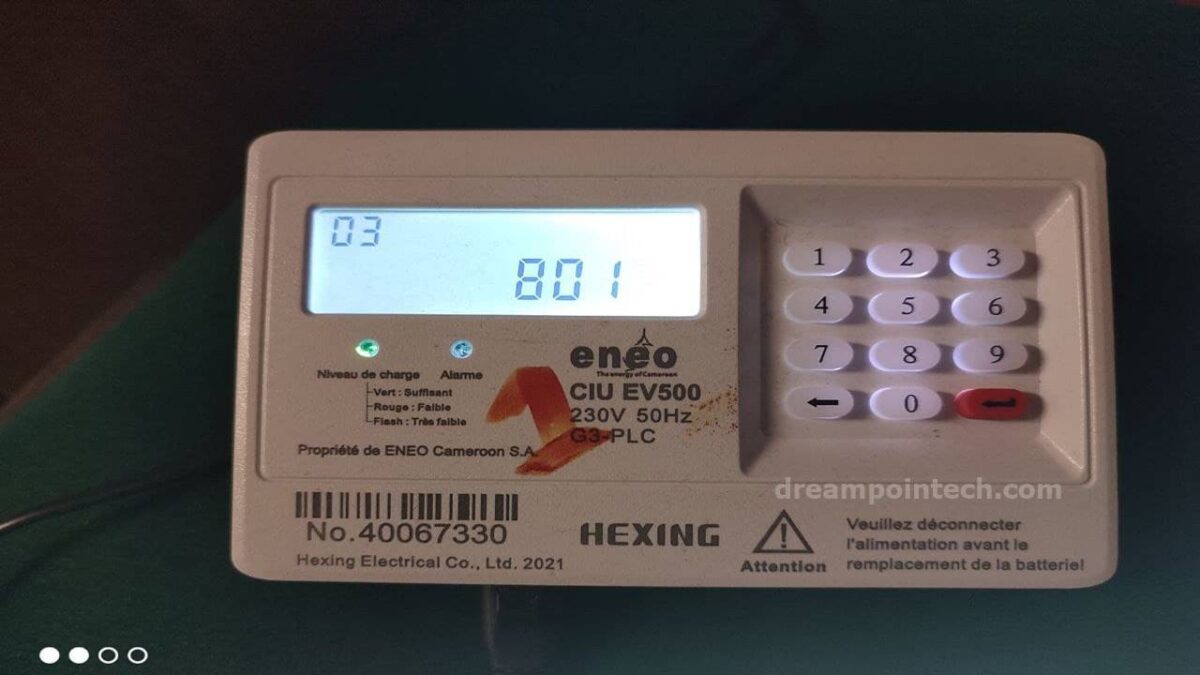 03
801
1 2 3
4 5 6
7 8 9
0
Niveau de charge
Alarme
Vert : Suffisant
Rouge : Faible
Flash : Très faible
eneo
The energy of Cameroon
CIU EV500
230V 50Hz
G3-PLC
Propriété de ENEO Cameroon S.A.
dreampointech.com
No.40067330
Hexing Electrical Co., Ltd. 2021
HEXING
Attention
Veuillez déconnecter
l'alimentation avant le
remplacement de la batterie!